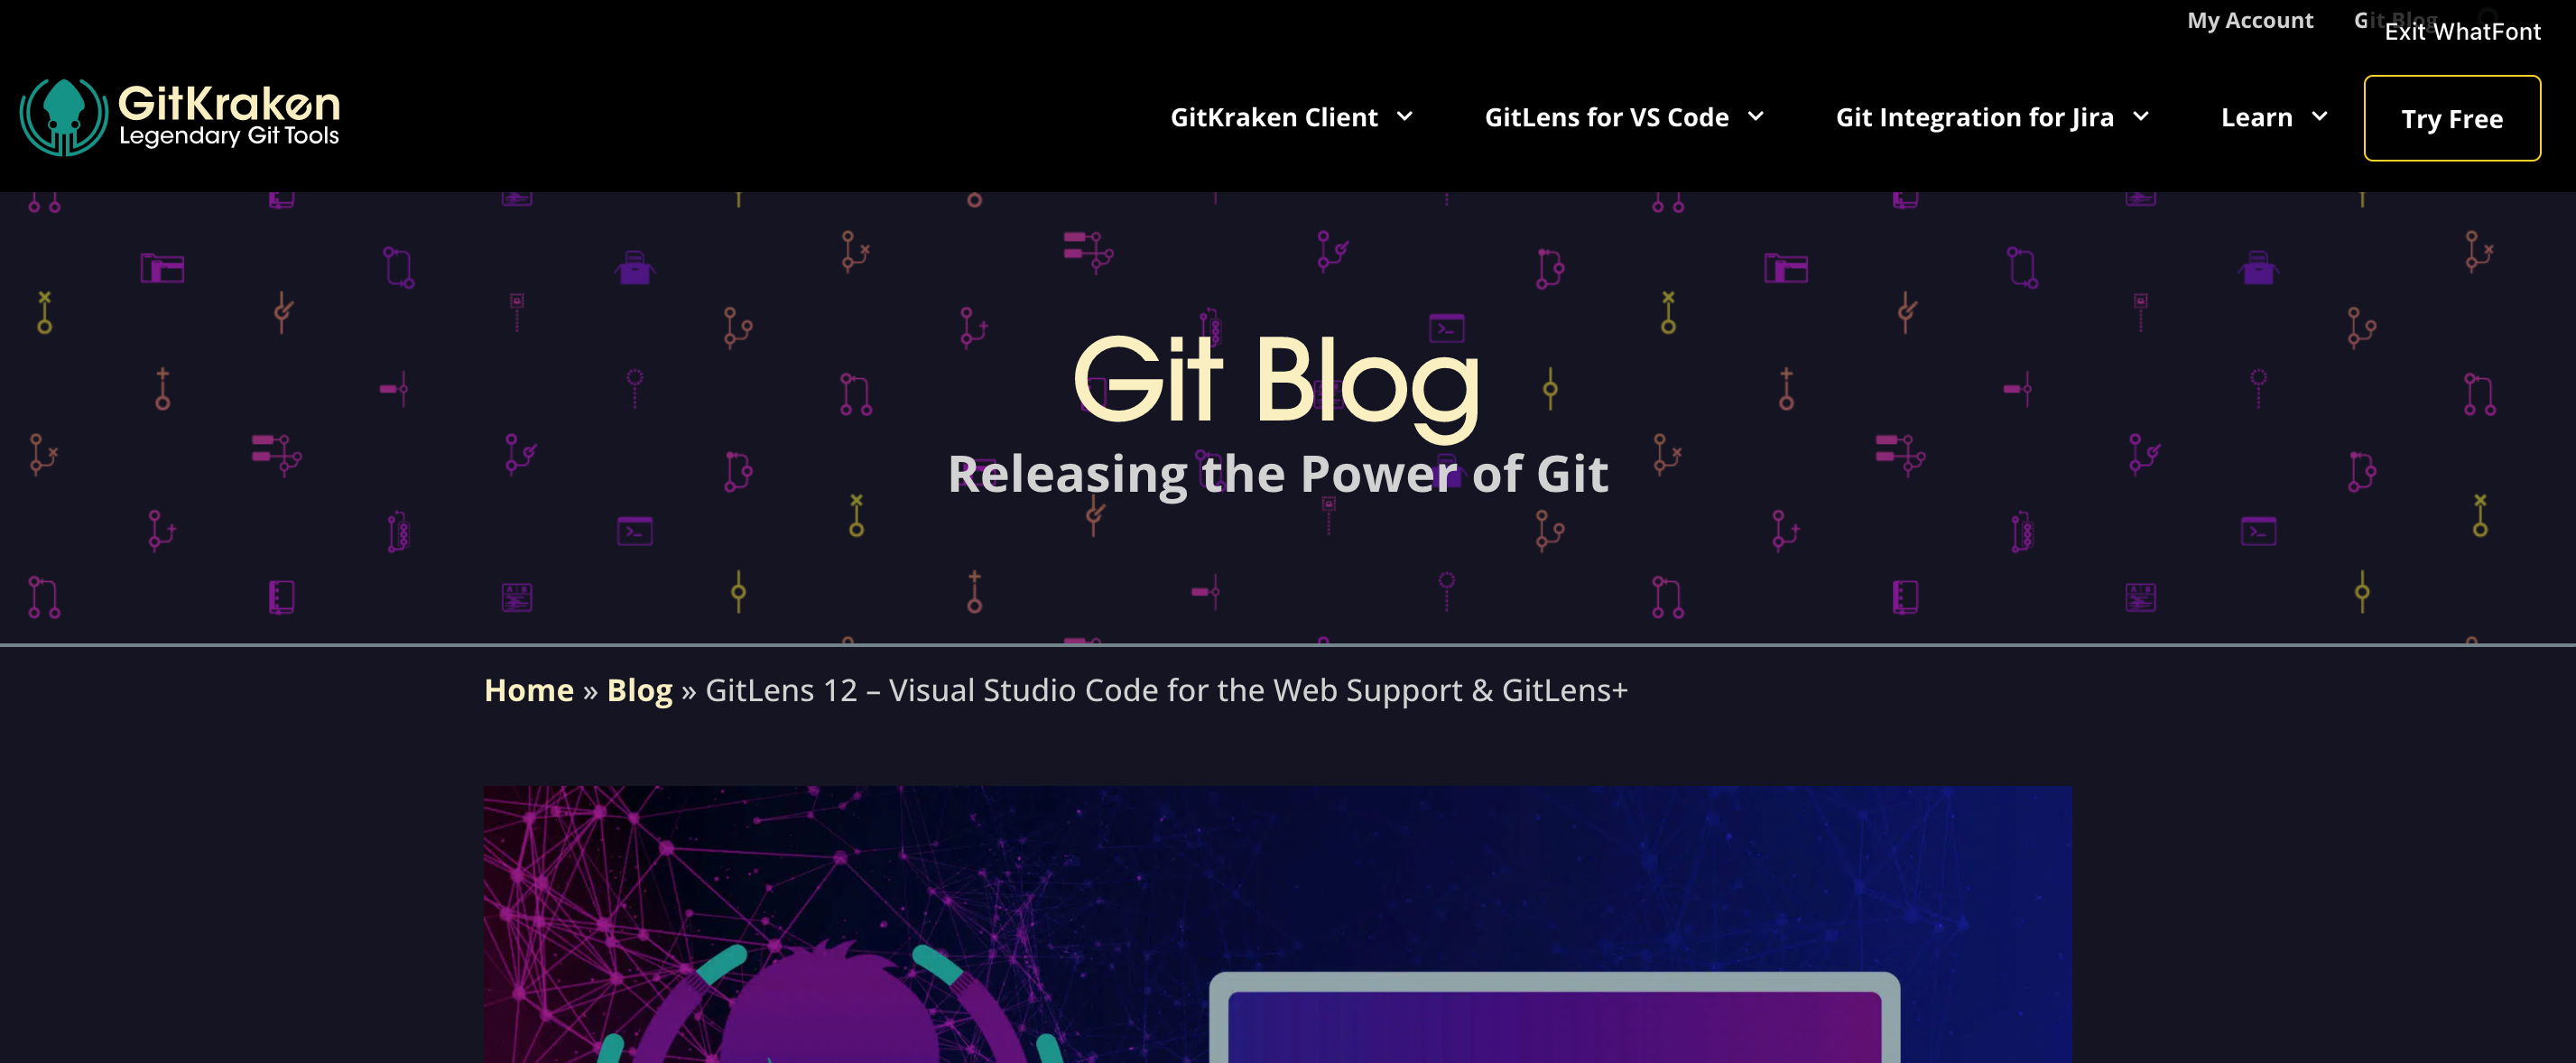 My Account Git Blog
Exit WhatFont
GitKraken
Legendary Git Tools
GitKraken Client GitLens for VS Code Git Integration for Jira Learn Try Free
Git Blog
Releasing the Power of Git
Home » Blog » GitLens 12 – Visual Studio Code for the Web Support & GitLens+